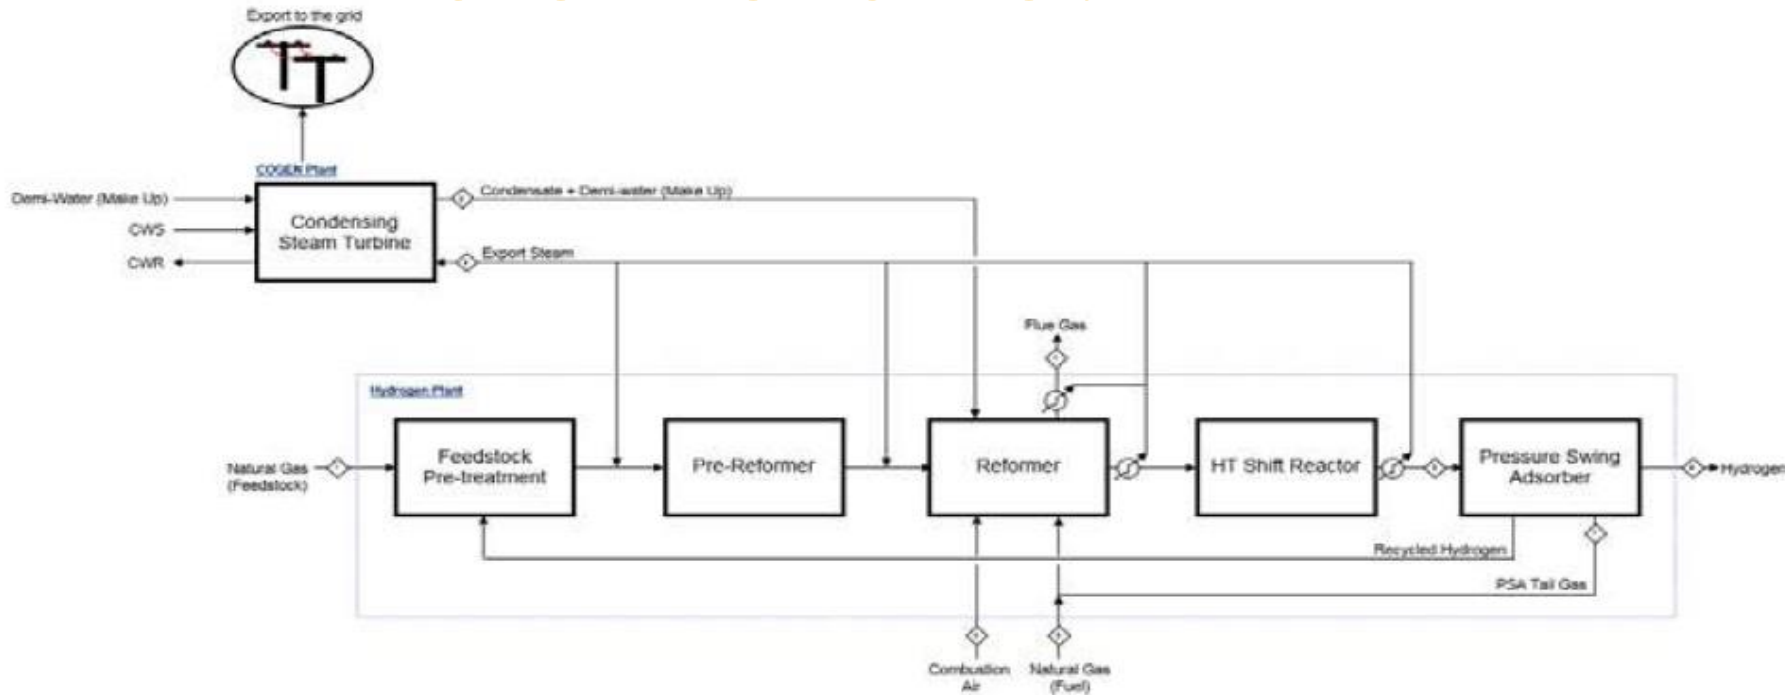 Export to the grid
COGEN Plant
Demi-Water (Make Up)
CWS
CWR
Condensing
Steam Turbine
Condensate + Demi-water (Make Up)
Export Steam
Flue Gas
Hydrogen Plant
Natural Gas
(Feedstock)
Feedstock
Pre-treatment
Pre-Reformer
Reformer
HT Shift Reactor
Pressure Swing
Adsorber
Hydrogen
Recycled Hydrogen
PSA Tail Gas
Combustion
Air
Natural Gas
(Fuel)